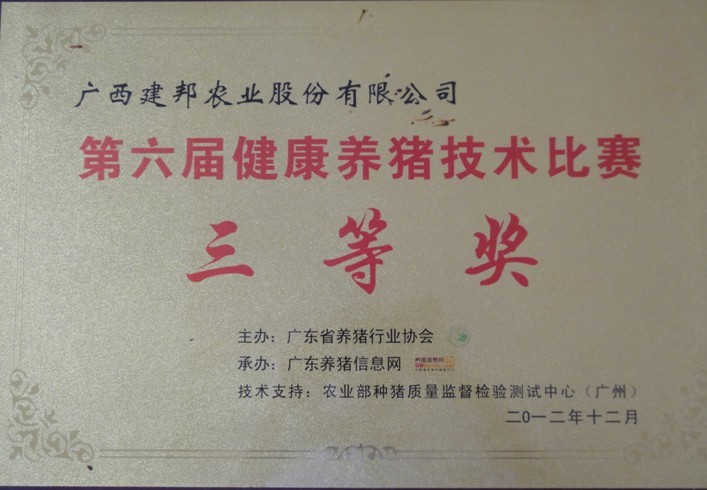 广西建邦农业股份有限公司
第六届健康养猪技术比赛
三等奖
主办：广东省养猪行业协会
承办：广东养猪信息网
技术支持：农业部种猪质量监督检验测试中心（广州）
二〇一二年十二月